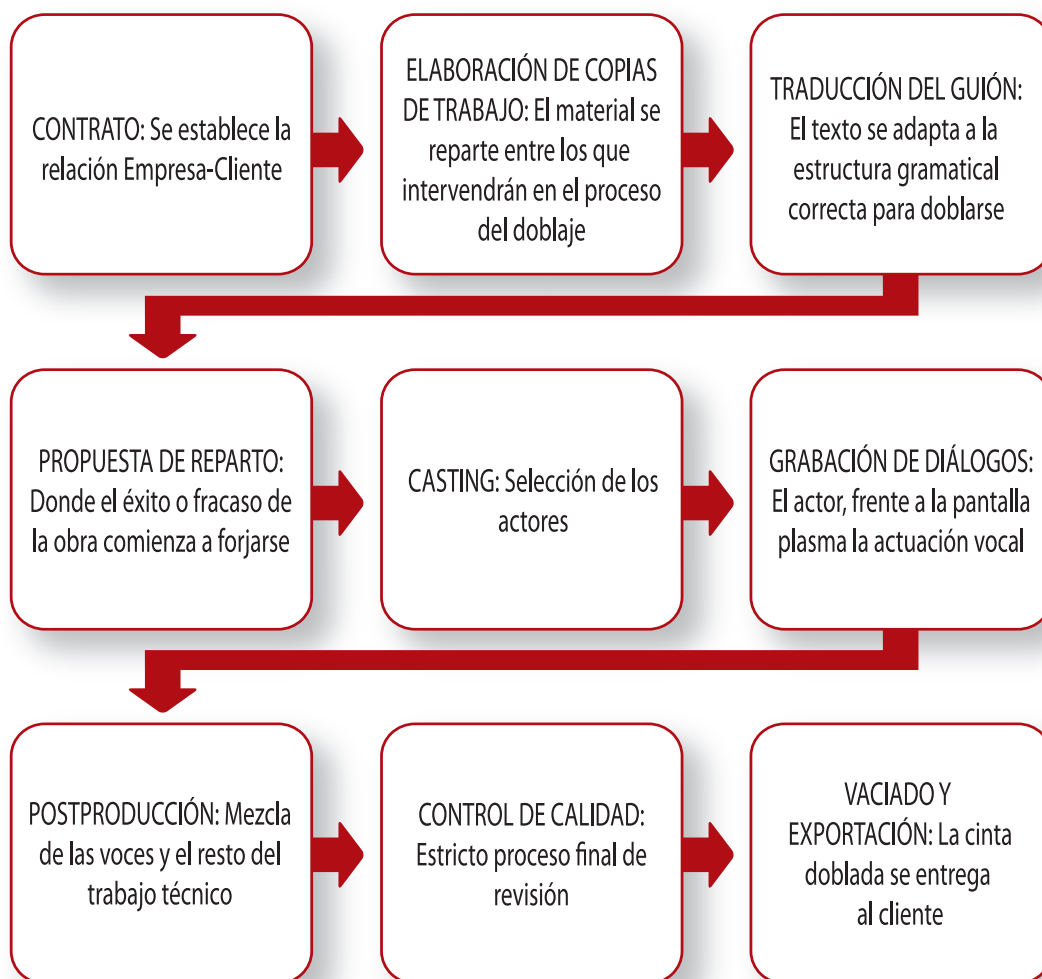 CONTRATO: Se establece la
relación Empresa-Cliente
ELABORACIÓN DE COPIAS
DE TRABAJO: El material se
reparte entre los que
intervendrán en el proceso
del doblaje
TRADUCCIÓN DEL GUIÓN:
El texto se adapta a la
estructura gramatical
correcta para doblarse
PROPUESTA DE REPARTO:
Donde el éxito o fracaso de
la obra comienza a forjarse
CASTING: Selección de los
actores
GRABACIÓN DE DIÁLOGOS:
El actor, frente a la pantalla
plasma la actuación vocal
POSTPRODUCCIÓN: Mezcla
de las voces y el resto del
trabajo técnico
CONTROL DE CALIDAD:
Estricto proceso final de
revisión
VACIADO Y
EXPORTACIÓN: La cinta
doblada se entrega
al cliente